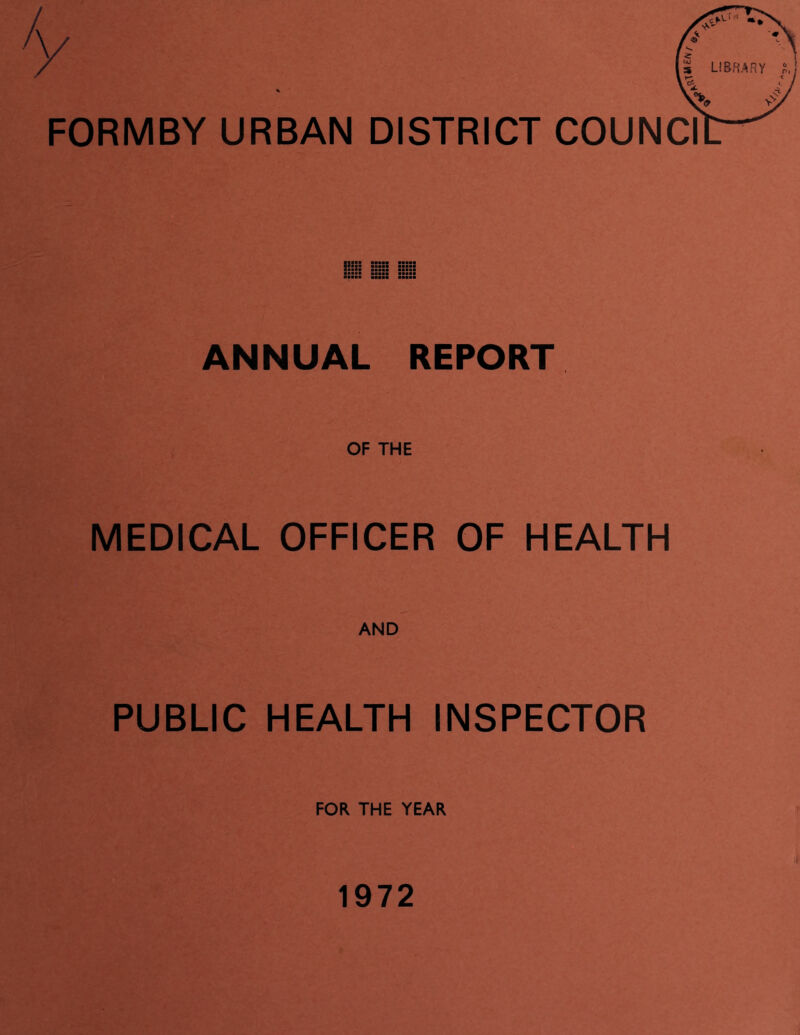 LIBRARY
FORMBY URBAN DISTRICT COUNCIL
ANNUAL REPORT
OF THE
MEDICAL OFFICER OF HEALTH
AND
PUBLIC HEALTH INSPECTOR
FOR THE YEAR
1972